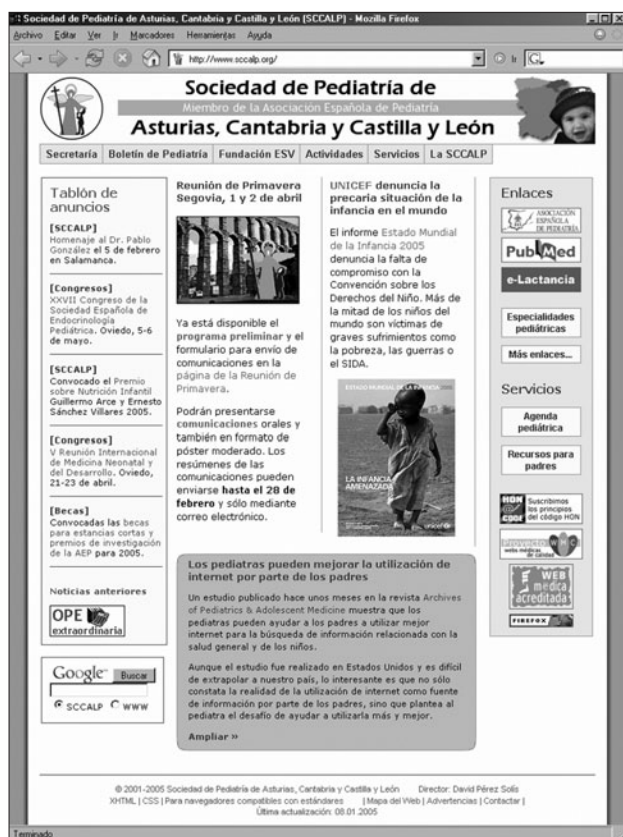 Sociedad de Pediatría de Asturias, Cantabria y Castilla y León (SCCALP) - Mozilla Firefox
Archivo Editar Ver Ir Marcadores Herramientas Ayuda
http://www.sccalp.org/
Ir
G
Sociedad de Pediatría de
Miembro de la Asociación Española de Pediatría
Asturias, Cantabria y Castilla y León
Secretaría Boletín de Pediatría Fundación ESV Actividades Servicios La SCCALP
Tablón de
anuncios
[SCCALP]
Homenaje al Dr. Pablo
González el 5 de febrero
en Salamanca.
[Congresos]
XXVII Congreso de la
Sociedad Española de
Endocrinología
Pediátrica. Oviedo, 5-6
de mayo.
[SCCALP]
Convocado el Premio
sobre Nutrición Infantil
Guillermo Arce y Ernesto
Sánchez Villares 2005.
[Congresos]
V Reunión Internacional
de Medicina Neonatal y
del Desarrollo. Oviedo,
21-23 de abril.
[Becas]
Convocadas las becas
para estancias cortas y
premios de investigación
de la AEP para 2005.
Noticias anteriores
OPE
extraordinaria
Google
Buscar
SCCALP WWW
Reunión de Primavera
Segovia, 1 y 2 de abril
Ya está disponible el
programa preliminar y el
formulario para envío de
comunicaciones en la
página de la Reunión de
Primavera.
Podrán presentarse
comunicaciones orales y
también en formato de
póster moderado. Los
resúmenes de las
comunicaciones pueden
enviarse hasta el 28 de
febrero y sólo mediante
correo electrónico.
UNICEF denuncia la
precaria situación de la
infancia en el mundo
El informe Estado Mundial
de la Infancia 2005
denuncia la falta de
compromiso con la
Convención sobre los
Derechos del Niño. Más de
la mitad de los niños del
mundo son víctimas de
graves sufrimientos como
la pobreza, las guerras o
el SIDA.
ESTADO MUNDIAL DE LA INFANCIA 2005
LA INFANCIA
AMENAZADA
unicef
Los pediatras pueden mejorar la utilización de
internet por parte de los padres
Un estudio publicado hace unos meses en la revista Archives
of Pediatrics & Adolescent Medicine muestra que los
pediatras pueden ayudar a los padres a utilizar mejor
internet para la búsqueda de información relacionada con la
salud general y de los niños.
Aunque el estudio fue realizado en Estados Unidos y es difícil
de extrapolar a nuestro país, lo interesante es que no sólo
constata la realidad de la utilización de internet como fuente
de información por parte de los padres, sino que plantea al
pediatra el desafío de ayudar a utilizarla más y mejor.
Ampliar »
Enlaces
ASOCIACIÓN
ESPAÑOLA
DE PEDIATRÍA
PubMed
e-Lactancia
Especialidades
pediátricas
Más enlaces...
Servicios
Agenda
pediátrica
Recursos para
padres
HON
CODE
Suscribimos
los principios
del código HON
proyecto
webs médicas
de calidad
WEB
médica
acreditada
FIREFOX
© 2001-2005 Sociedad de Pediatría de Asturias, Cantabria y Castilla y León Director: David Pérez Solís
XHTML | CSS | Para navegadores compatibles con estándares | Mapa del Web | Advertencias | Contactar |
Última actualización: 08.01.2005
Terminado